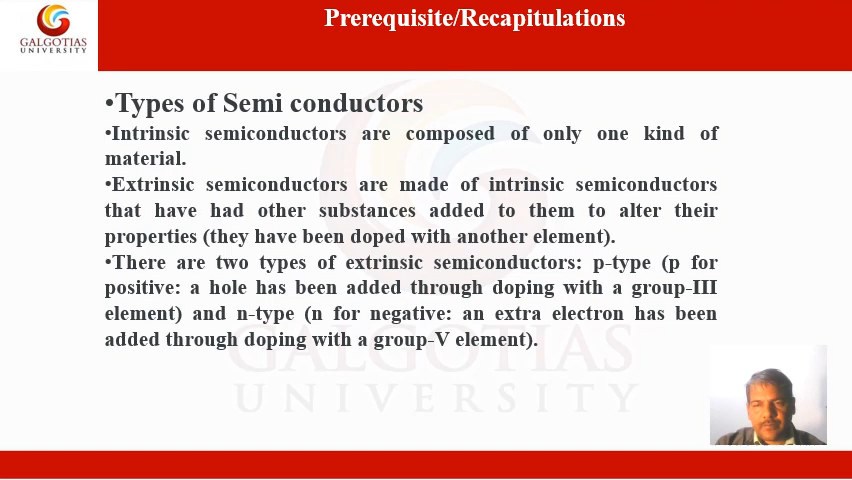 Prerequisite/Recapitulations
GALGOTIAS
UNIVERSITY
•Types of Semi conductors
•Intrinsic semiconductors are composed of only one kind of
material.
•Extrinsic semiconductors are made of intrinsic semiconductors
that have had other substances added to them to alter their
properties (they have been doped with another element).
•There are two types of extrinsic semiconductors: p-type (p for
positive: a hole has been added through doping with a group-III
element) and n-type (n for negative: an extra electron has been
added through doping with a group-V element).
GALGOTIAS
UNIVERSITY